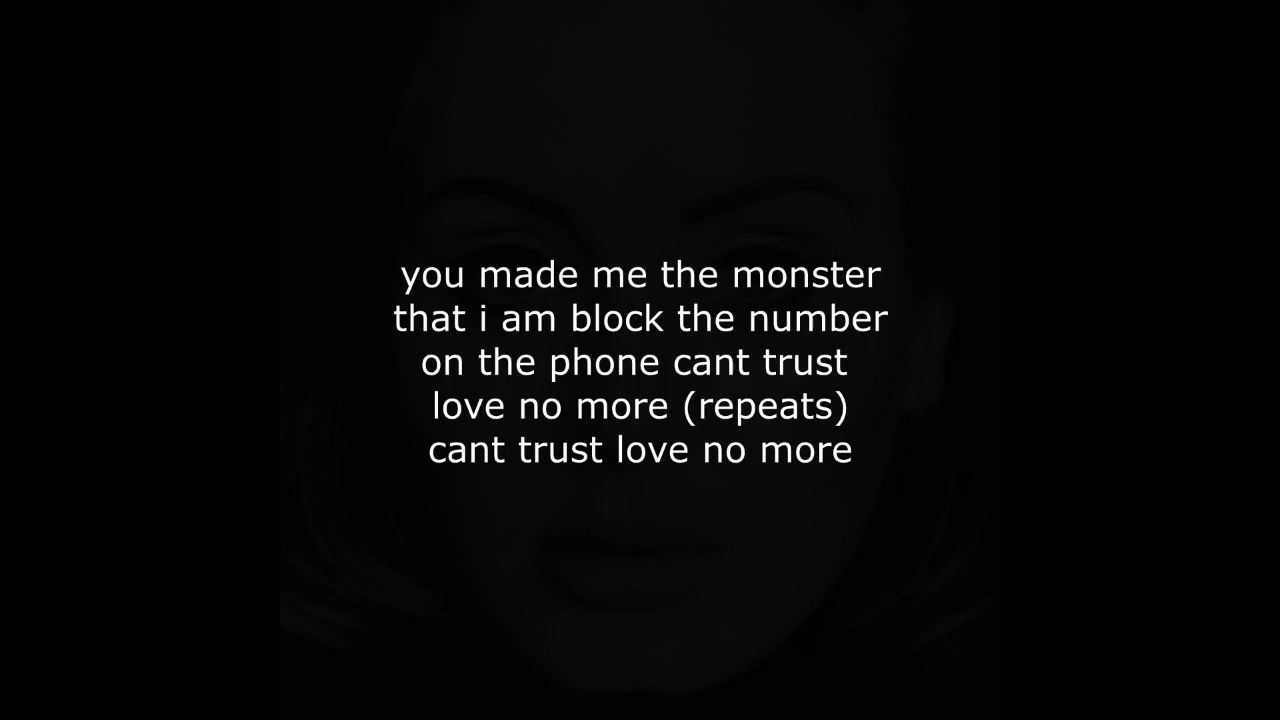 you made me the monster
that i am block the number
on the phone cant trust
love no more (repeats)
cant trust love no more